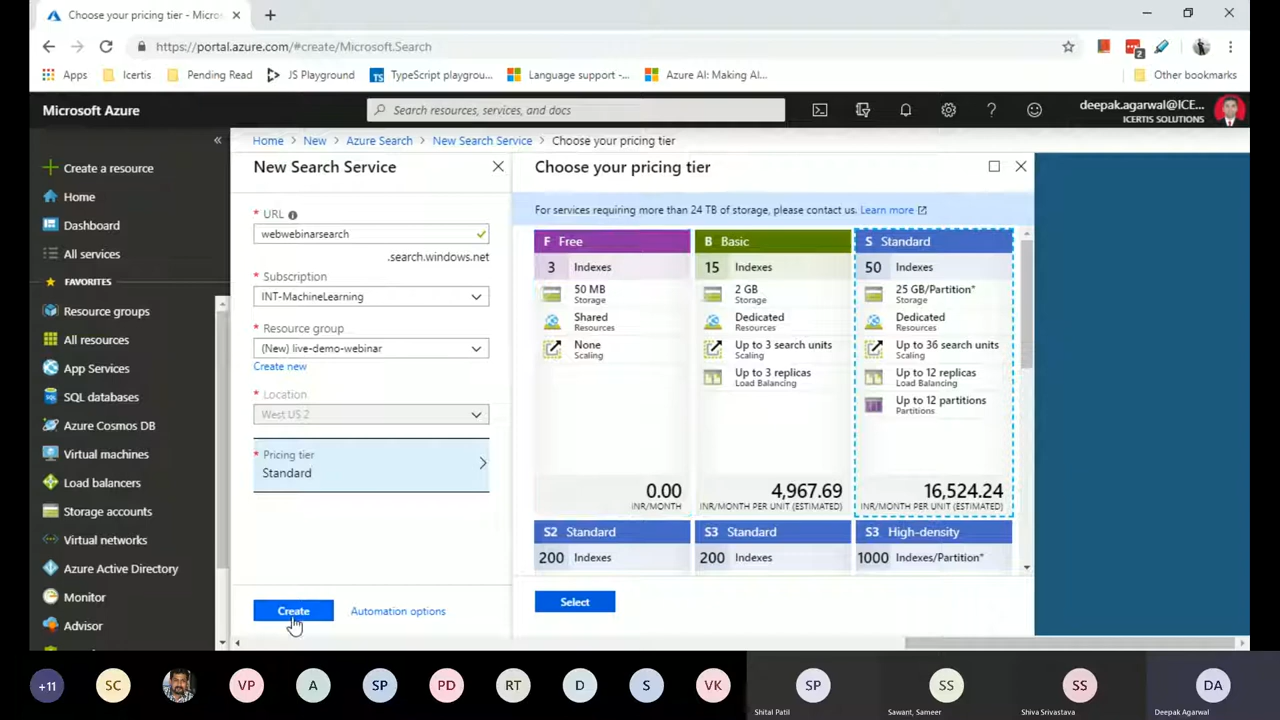 Choose your pricing tier - Micros
https://portal.azure.com/#create/Microsoft.Search
2
Apps
Icertis
Pending Read
JS Playground
TS
TypeScript playgrou...
Language support -...
Azure AI: Making AI...
Other bookmarks
Microsoft Azure
Search resources, services, and docs
deepak.agarwal@ICE...
ICERTIS SOLUTIONS
Home > New > Azure Search > New Search Service > Choose your pricing tier
Create a resource
Home
Dashboard
All services
FAVORITES
Resource groups
All resources
App Services
SQL databases
Azure Cosmos DB
Virtual machines
Load balancers
Storage accounts
Virtual networks
Azure Active Directory
Monitor
Advisor
New Search Service
* URL
webwebinarsearch
.search.windows.net
* Subscription
INT-MachineLearning
* Resource group
(New) live-demo-webinar
Create new
* Location
West US 2
* Pricing tier
Standard
Create
Automation options
Choose your pricing tier
For services requiring more than 24 TB of storage, please contact us. Learn more
F Free
3 Indexes
50 MB
Storage
Shared
Resources
None
Scaling
0.00
INR/MONTH
B Basic
15 Indexes
2 GB
Storage
Dedicated
Resources
Up to 3 search units
Scaling
Up to 3 replicas
Load Balancing
4,967.69
INR/MONTH PER UNIT (ESTIMATED)
S Standard
50 Indexes
25 GB/Partition*
Storage
Dedicated
Resources
Up to 36 search units
Scaling
Up to 12 replicas
Load Balancing
Up to 12 partitions
Partitions
16,524.24
INR/MONTH PER UNIT (ESTIMATED)
S2 Standard
200 Indexes
S3 Standard
200 Indexes
S3 High-density
1000 Indexes/Partition*
Select
+11
SC
VP
A
SP
PD
RT
D
S
VK
SP
Shital Patil
SS
Sawant, Sameer
SS
Shiva Srivastava
DA
Deepak Agarwal